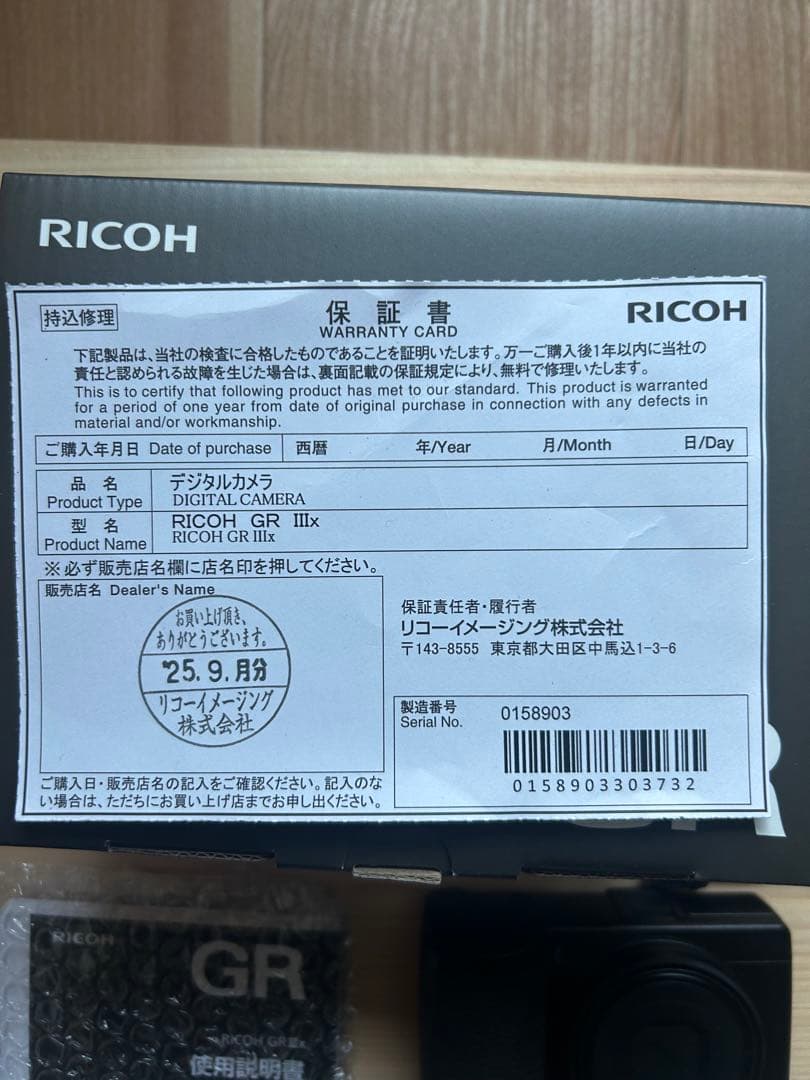 RICOH
持込修理
保証書
RICOH
WARRANTY CARD
下記製品は、当社の検査に合格したものであることを証明いたします。万一ご購入後1年以内に当社の
責任と認められる故障を生じた場合は、裏面記載の保証規定により、無料で修理いたします。
This is to certify that following product has met to our standard. This product is warranted
for a period of one year from date of original purchase in connection with any defects in
material and/or workmanship.
ご購入年月日 Date of purchase 西暦 年/Year 月/Month 日/Day
品名 デジタルカメラ
Product Type DIGITAL CAMERA
型名 RICOH GR IIIx
Product Name RICOH GR IIIx
※必ず販売店名欄に店名印を押してください。
販売店名 Dealer's Name
お買い上げ頂き、
ありがとうございます。
'25.9.月分
リコーイメージング
株式会社
保証責任者・履行者
リコーイメージング株式会社
〒143-8555 東京都大田区中馬込1-3-6
製造番号
Serial No. 0158903
0158903303732
ご購入日・販売店名の記入をご確認ください。記入のな
い場合は、ただちにお買い上げ店までお申し出ください。
RICOH
GR
RICOH GR IIIx
使用説明書